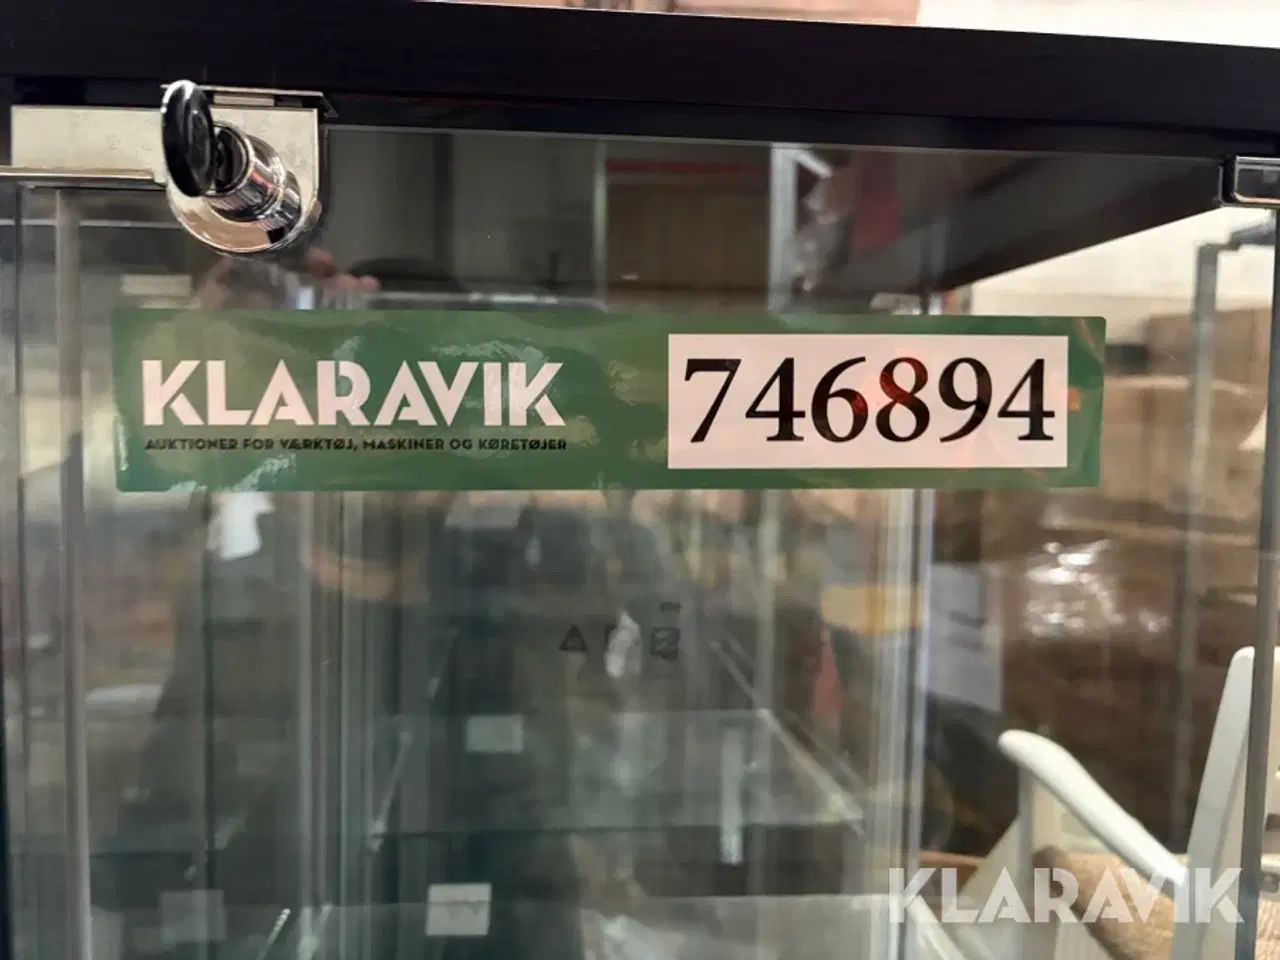 KLARAVIK
AUKTIONER FOR VÆRKTØJ, MASKINER OG KØRETØJER
746894
KLARAVIK